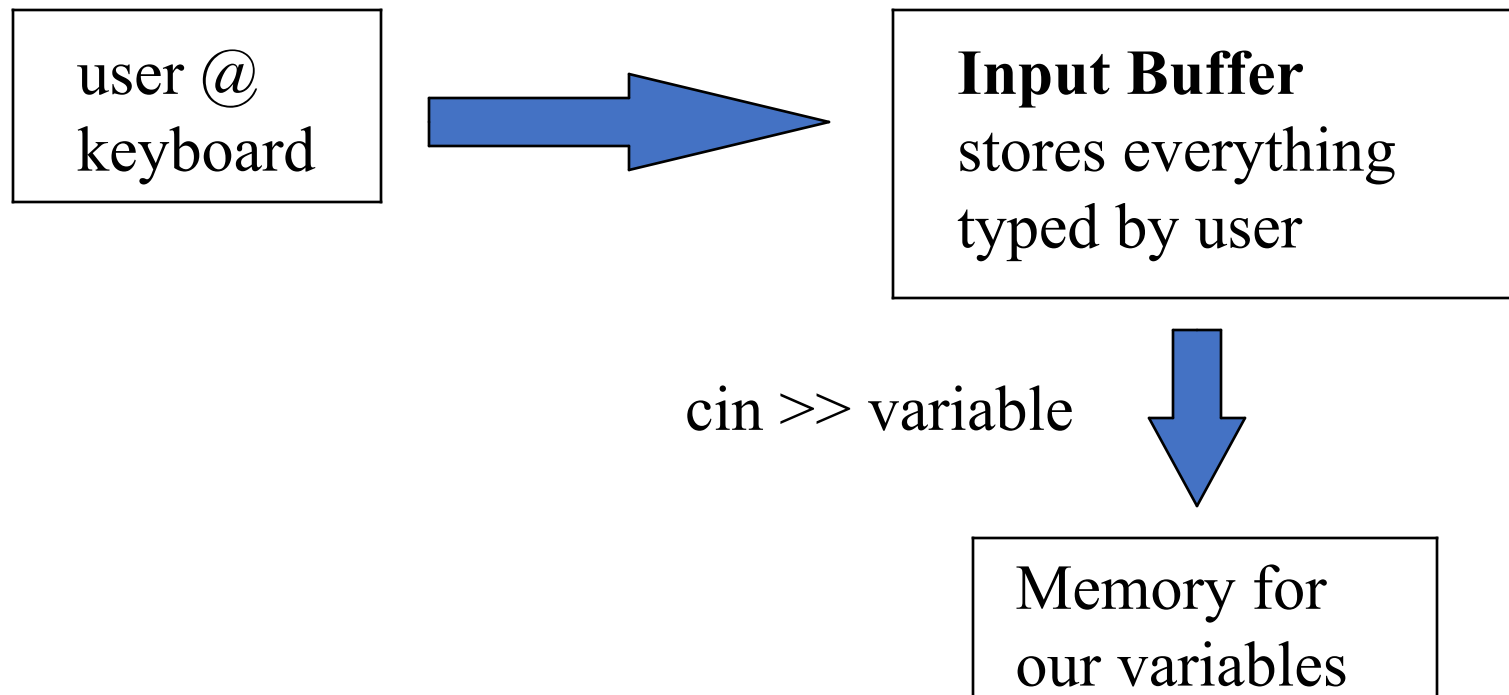 user @
keyboard
Input Buffer
stores everything
typed by user
cin >> variable
Memory for
our variables